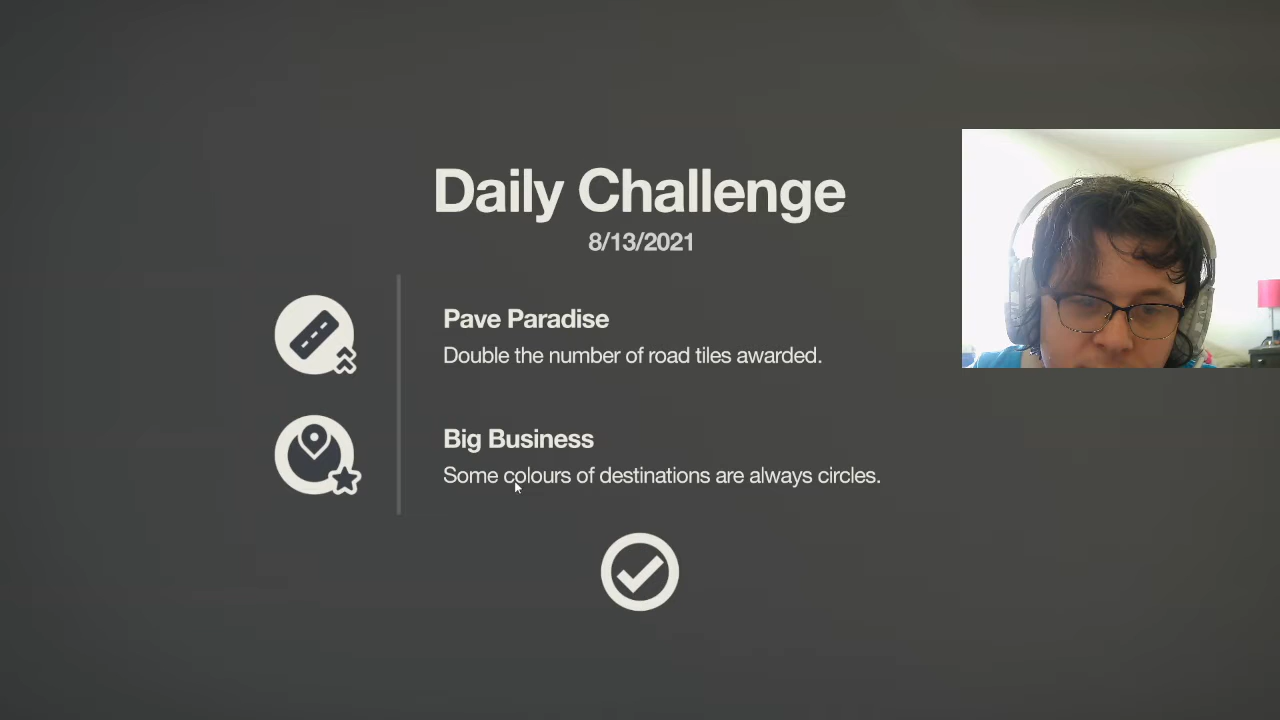 Daily Challenge
8/13/2021
Pave Paradise
Double the number of road tiles awarded.
Big Business
Some colours of destinations are always circles.